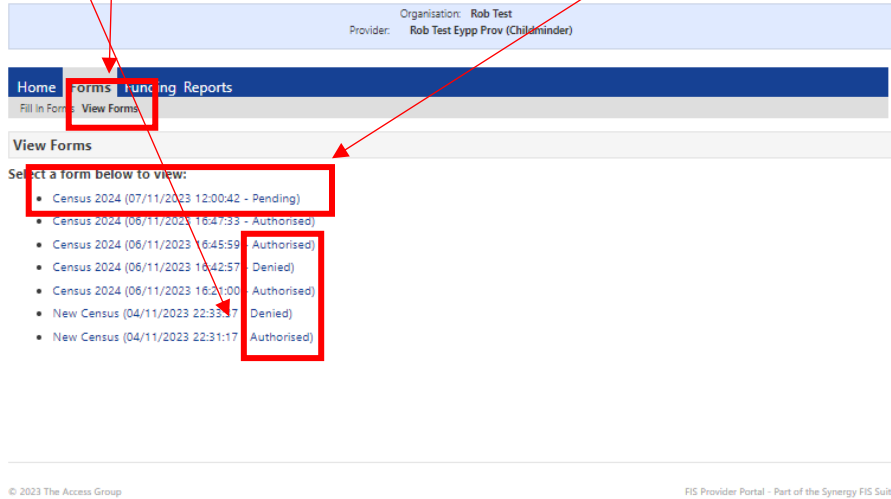 Organisation: Rob Test
Provider: Rob Test Eypp Prov (Childminder)
Home Forms Funding Reports
Fill In Forms View Forms
View Forms
Select a form below to view:
Census 2024 (07/11/2023 12:00:42 - Pending)
Census 2024 (06/11/2023 16:47:33 - Authorised)
Census 2024 (06/11/2023 16:45:59 - Authorised)
Census 2024 (06/11/2023 16:42:57 - Denied)
Census 2024 (06/11/2023 16:21:00 - Authorised)
New Census (04/11/2023 22:33:37 - Denied)
New Census (04/11/2023 22:31:17 - Authorised)
© 2023 The Access Group
FIS Provider Portal - Part of the Synergy FIS Suit